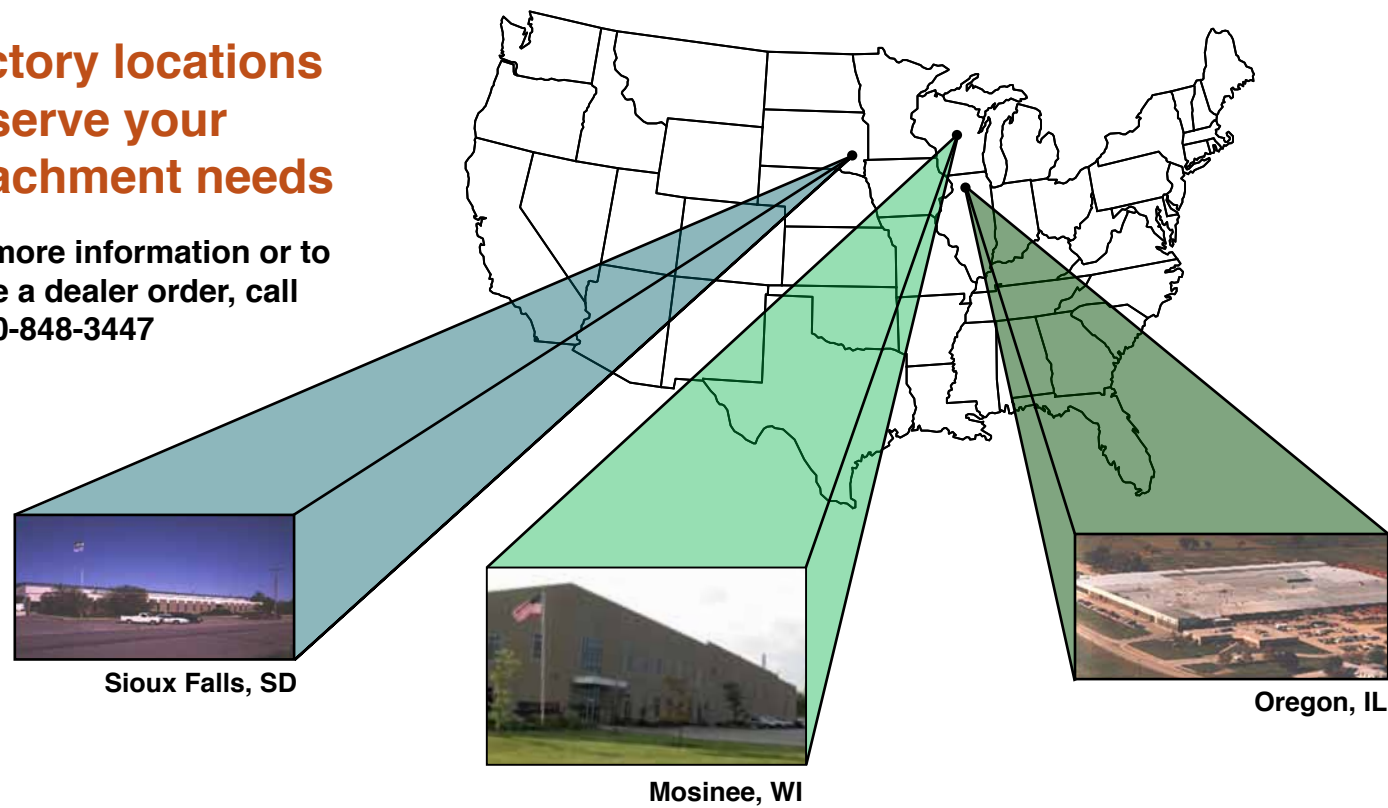 ctory locations
serve your
achment needs
more information or to
e a dealer order, call
0-848-3447
Sioux Falls, SD
Oregon, IL
Mosinee, WI